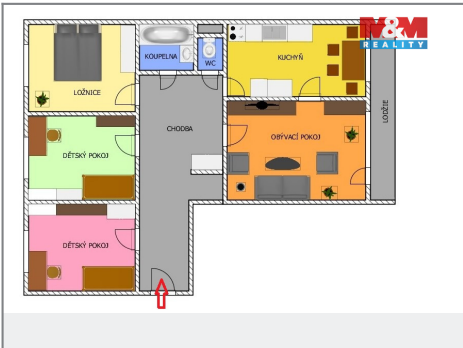 M&M
REALITY
KOUPELNA
WC
KUCHYŇ
LOŽNICE
LODŽIE
CHODBA
OBÝVACÍ POKOJ
DĚTSKÝ POKOJ
DĚTSKÝ POKOJ